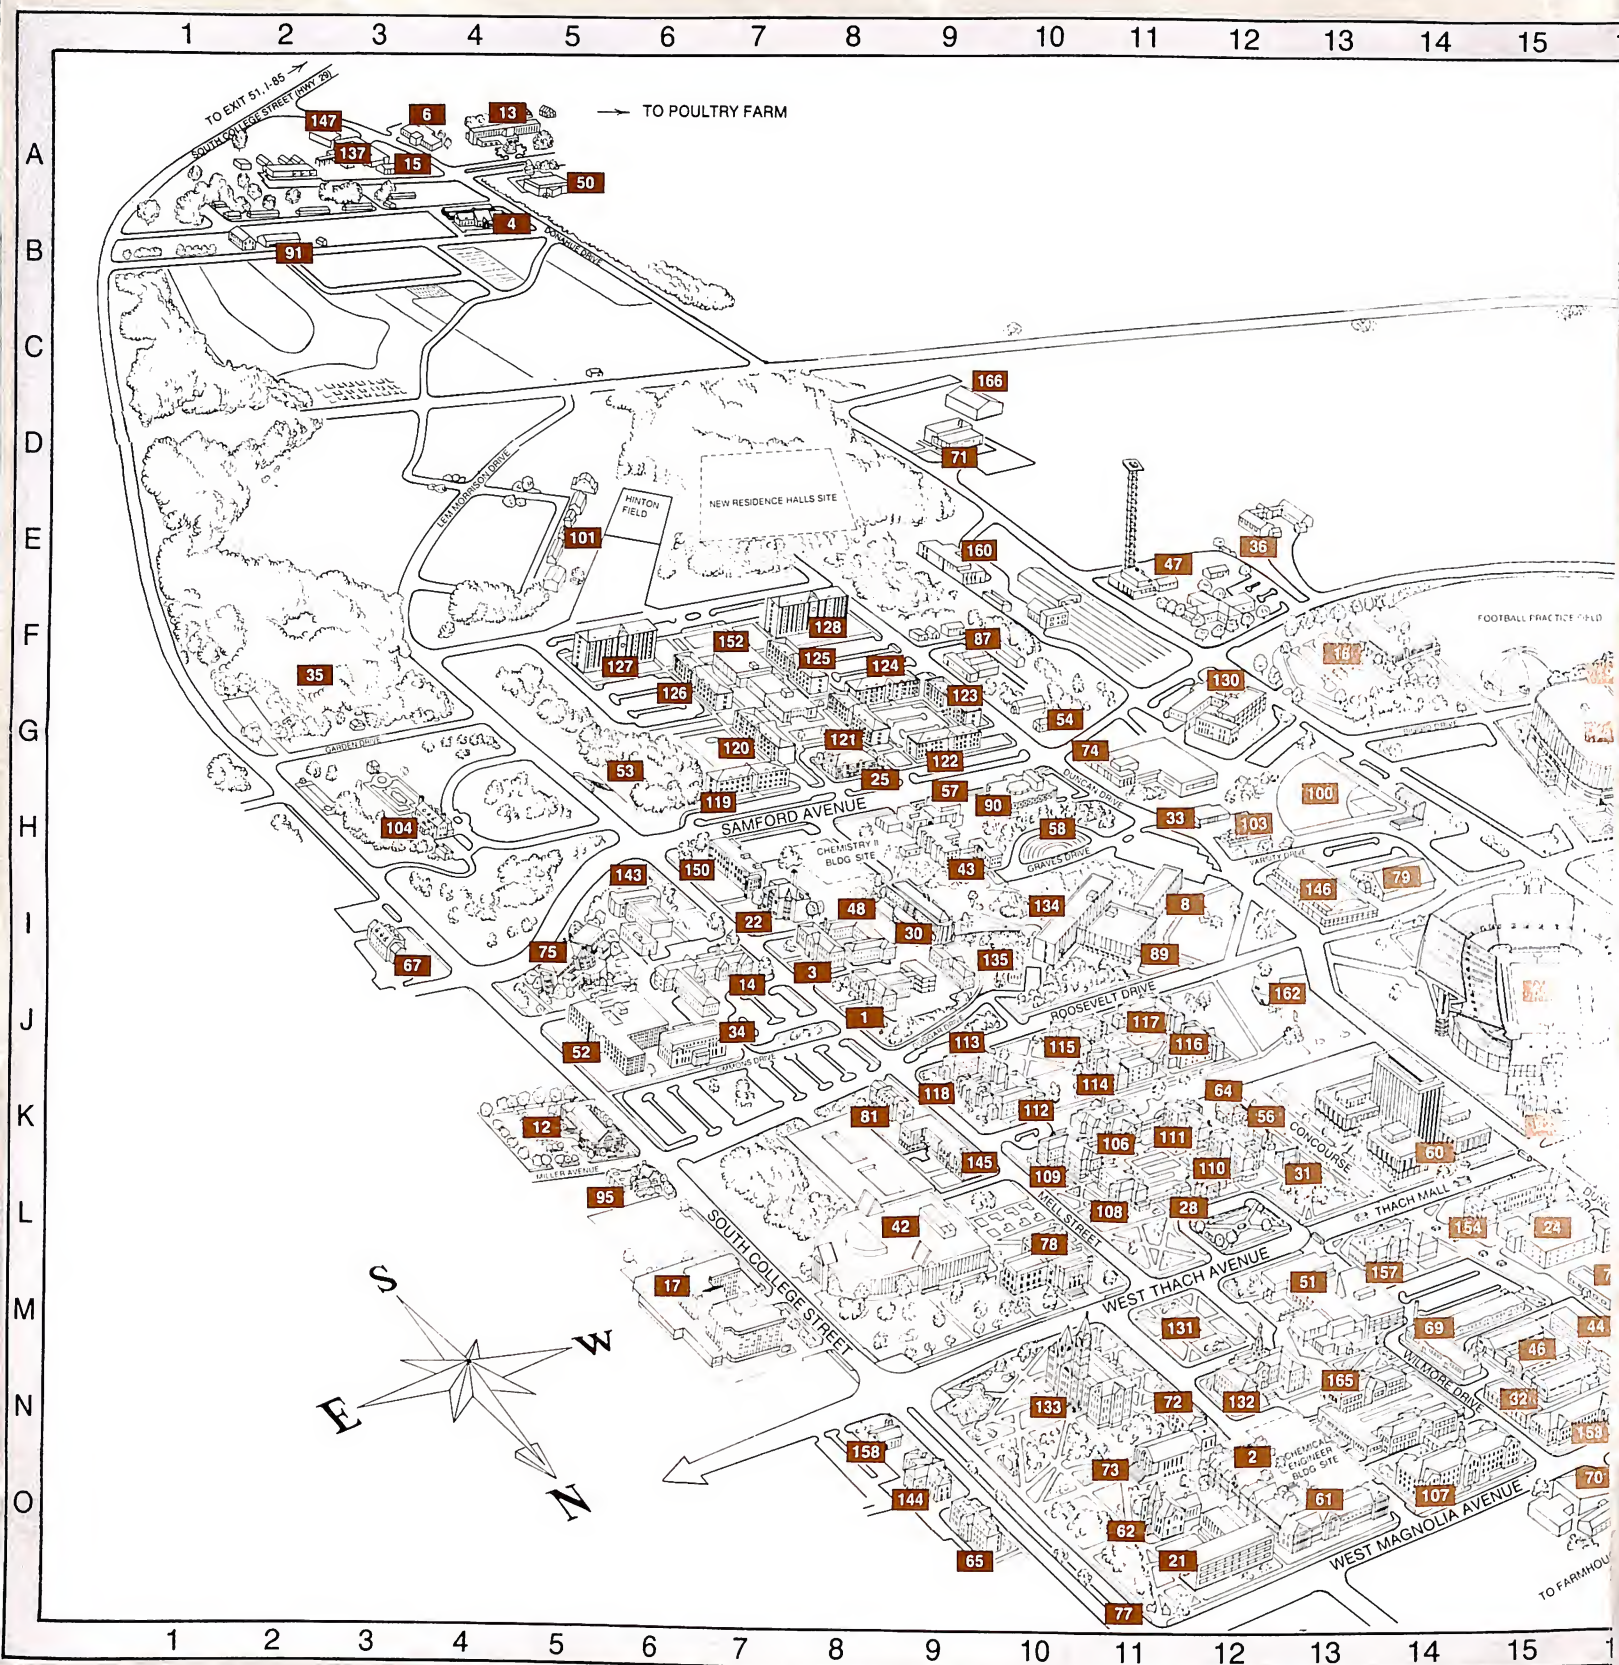 1 2 3 4 5 6 7 8 9 10 11 12 13 14 15
A
B
C
D
E
F
G
H
I
J
K
L
M
N
O
TO EXIT 51, I-85 →
SOUTH COLLEGE STREET (HWY 29)
147
6
13
→ TO POULTRY FARM
137
15
50
4
DONAHUE DRIVE
91
166
71
LEM MORRISON DRIVE
HINTON
FIELD
NEW RESIDENCE HALLS SITE
101
160
47
36
FOOTBALL PRACTICE FIELD
128
152
87
127
125
124
35
126
123
130
54
GARDEN DRIVE
120
121
122
74
53
25
DUNCAN DRIVE
119
57
90
100
SAMFORD AVENUE
104
58
33
103
CHEMISTRY II
BLDG SITE
GRAVES DRIVE
VARSITY DRIVE
150
43
143
146
79
48
134
8
22
30
75
67
3
135
89
14
162
ROOSEVELT DRIVE
34
1
117
52
113
115
116
SIMMONS DRIVE
118
114
64
12
81
112
56
CONCOURSE
106
111
60
MILLER AVENUE
145
109
110
31
95
MELL STREET
108
28
THACH MALL
SOUTH COLLEGE STREET
42
78
154
24
WEST THACH AVENUE
17
51
157
S
W
E
N
131
69
44
46
WILMORE DRIVE
165
133
72
132
32
159
158
2
CHEMICAL
ENGINEER
BLDG SITE
73
144
61
107
70
62
WEST MAGNOLIA AVENUE
65
21
77
1 2 3 4 5 6 7 8 9 10 11 12 13 14 15